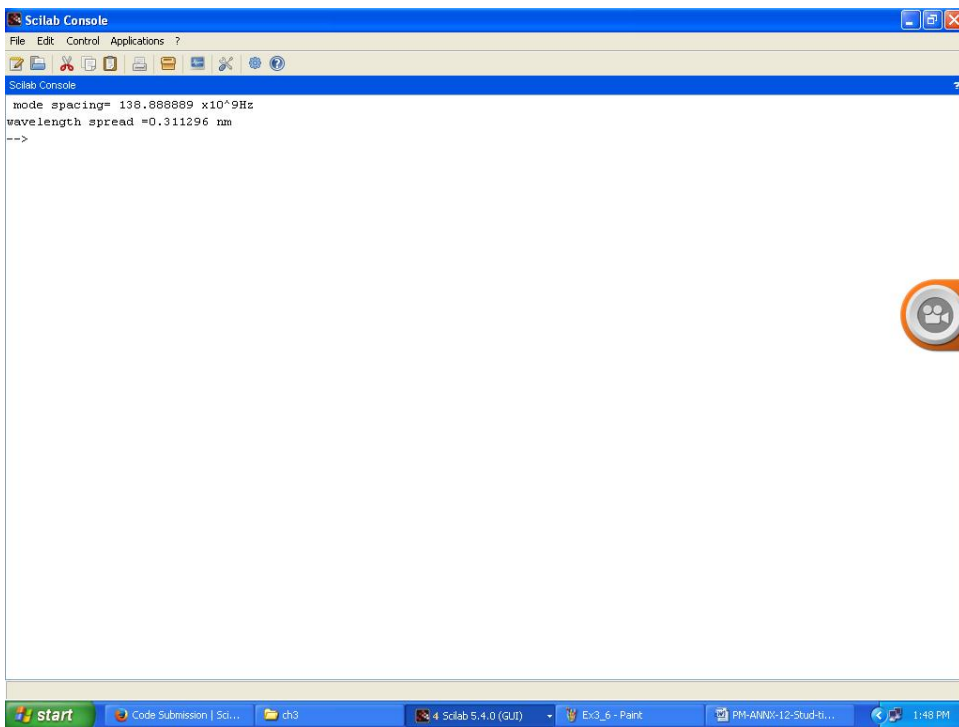 Scilab Console
File Edit Control Applications ?
Scilab Console ?
mode spacing= 138.888889 x10^9Hz
wavelength spread =0.311296 nm
-->
start Code Submission | Sci... ch3 4 Scilab 5.4.0 (GUI) Ex3_6 - Paint PM-ANNX-12-Stud-ti... 1:48 PM